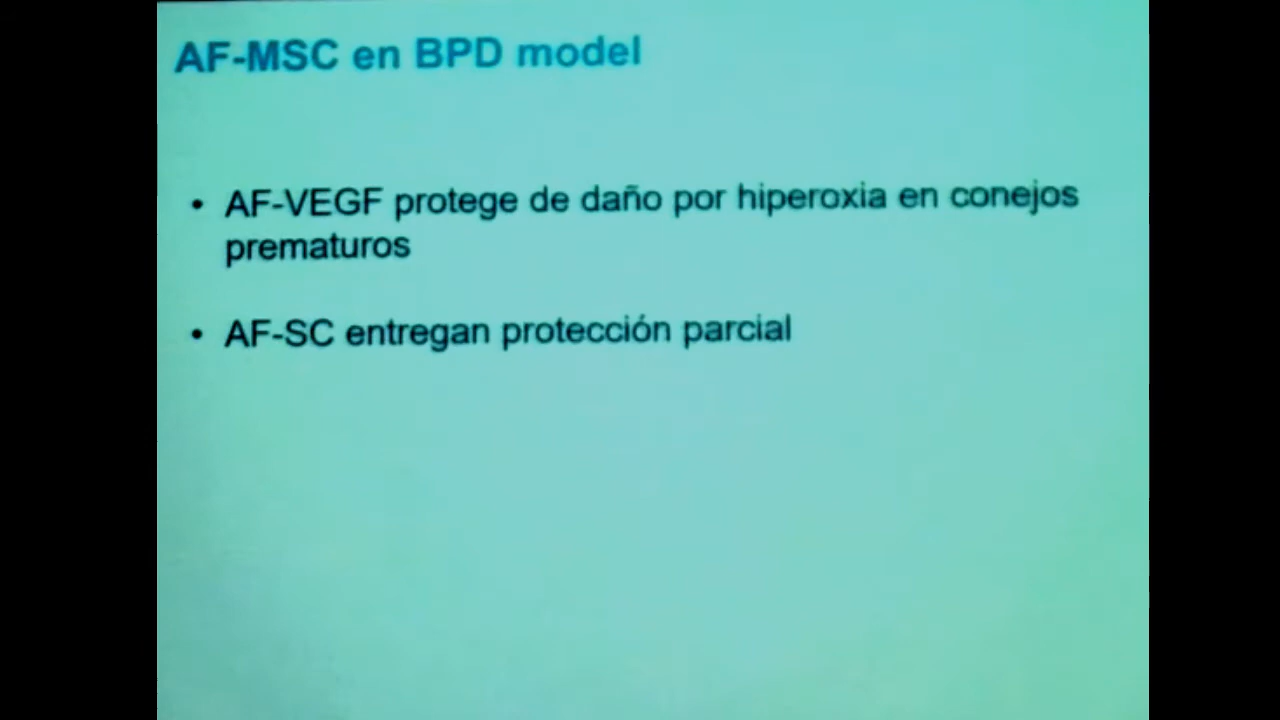 AF-MSC en BPD model
• AF-VEGF protege de daño por hiperoxia en conejos
prematuros
• AF-SC entregan protección parcial